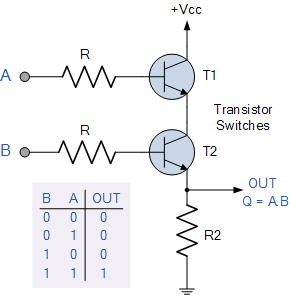 +Vcc
R
A
T1
Transistor
Switches
R
B
T2
OUT
Q = A.B
B A OUT
0 0 0
0 1 0
1 0 0
1 1 1
R2